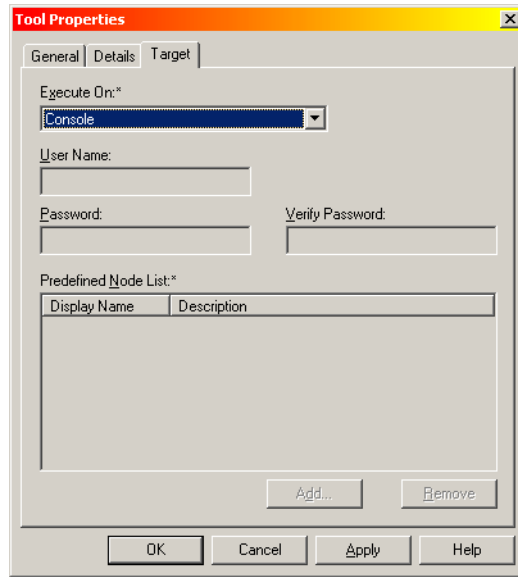 Tool Properties
General Details Target
Execute On:*
Console
User Name:
Password: Verify Password:
Predefined Node List:*
Display Name Description
Add... Remove
OK Cancel Apply Help